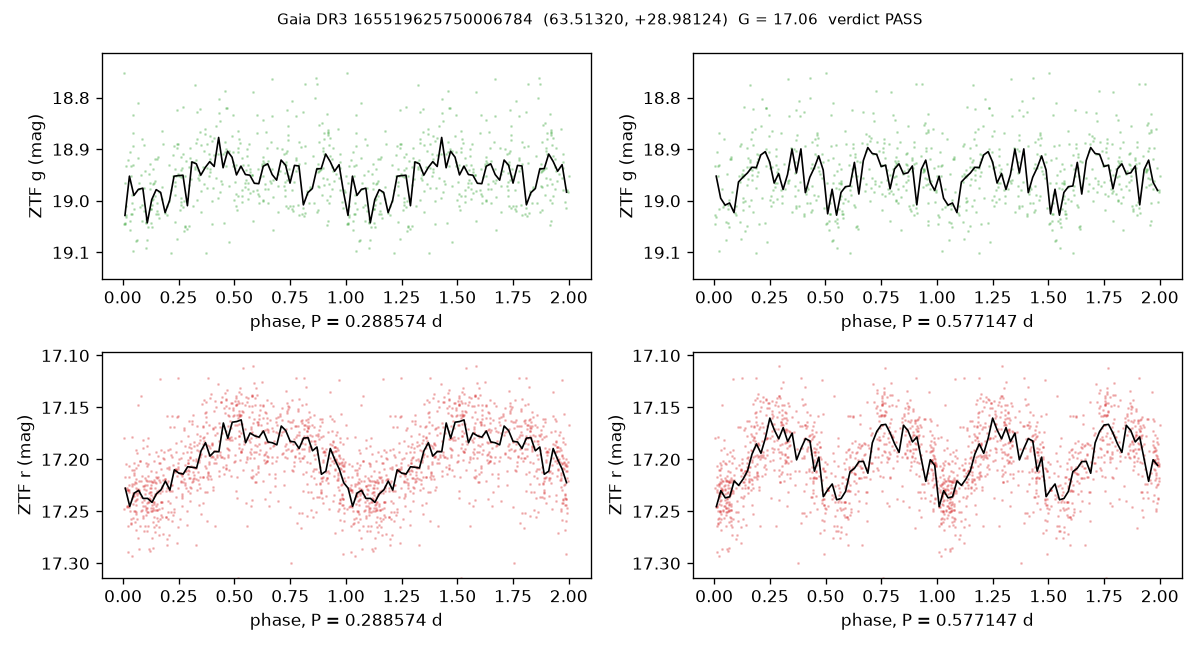 Gaia DR3 165519625750006784  (63.51320, +28.98124)  G = 17.06  verdict PASS
ZTF g (mag)
18.8
18.9
19.0
19.1
0.00 0.25 0.50 0.75 1.00 1.25 1.50 1.75 2.00
phase, P = 0.288574 d
ZTF g (mag)
18.8
18.9
19.0
19.1
0.00 0.25 0.50 0.75 1.00 1.25 1.50 1.75 2.00
phase, P = 0.577147 d
ZTF r (mag)
17.10
17.15
17.20
17.25
17.30
0.00 0.25 0.50 0.75 1.00 1.25 1.50 1.75 2.00
phase, P = 0.288574 d
ZTF r (mag)
17.10
17.15
17.20
17.25
17.30
0.00 0.25 0.50 0.75 1.00 1.25 1.50 1.75 2.00
phase, P = 0.577147 d